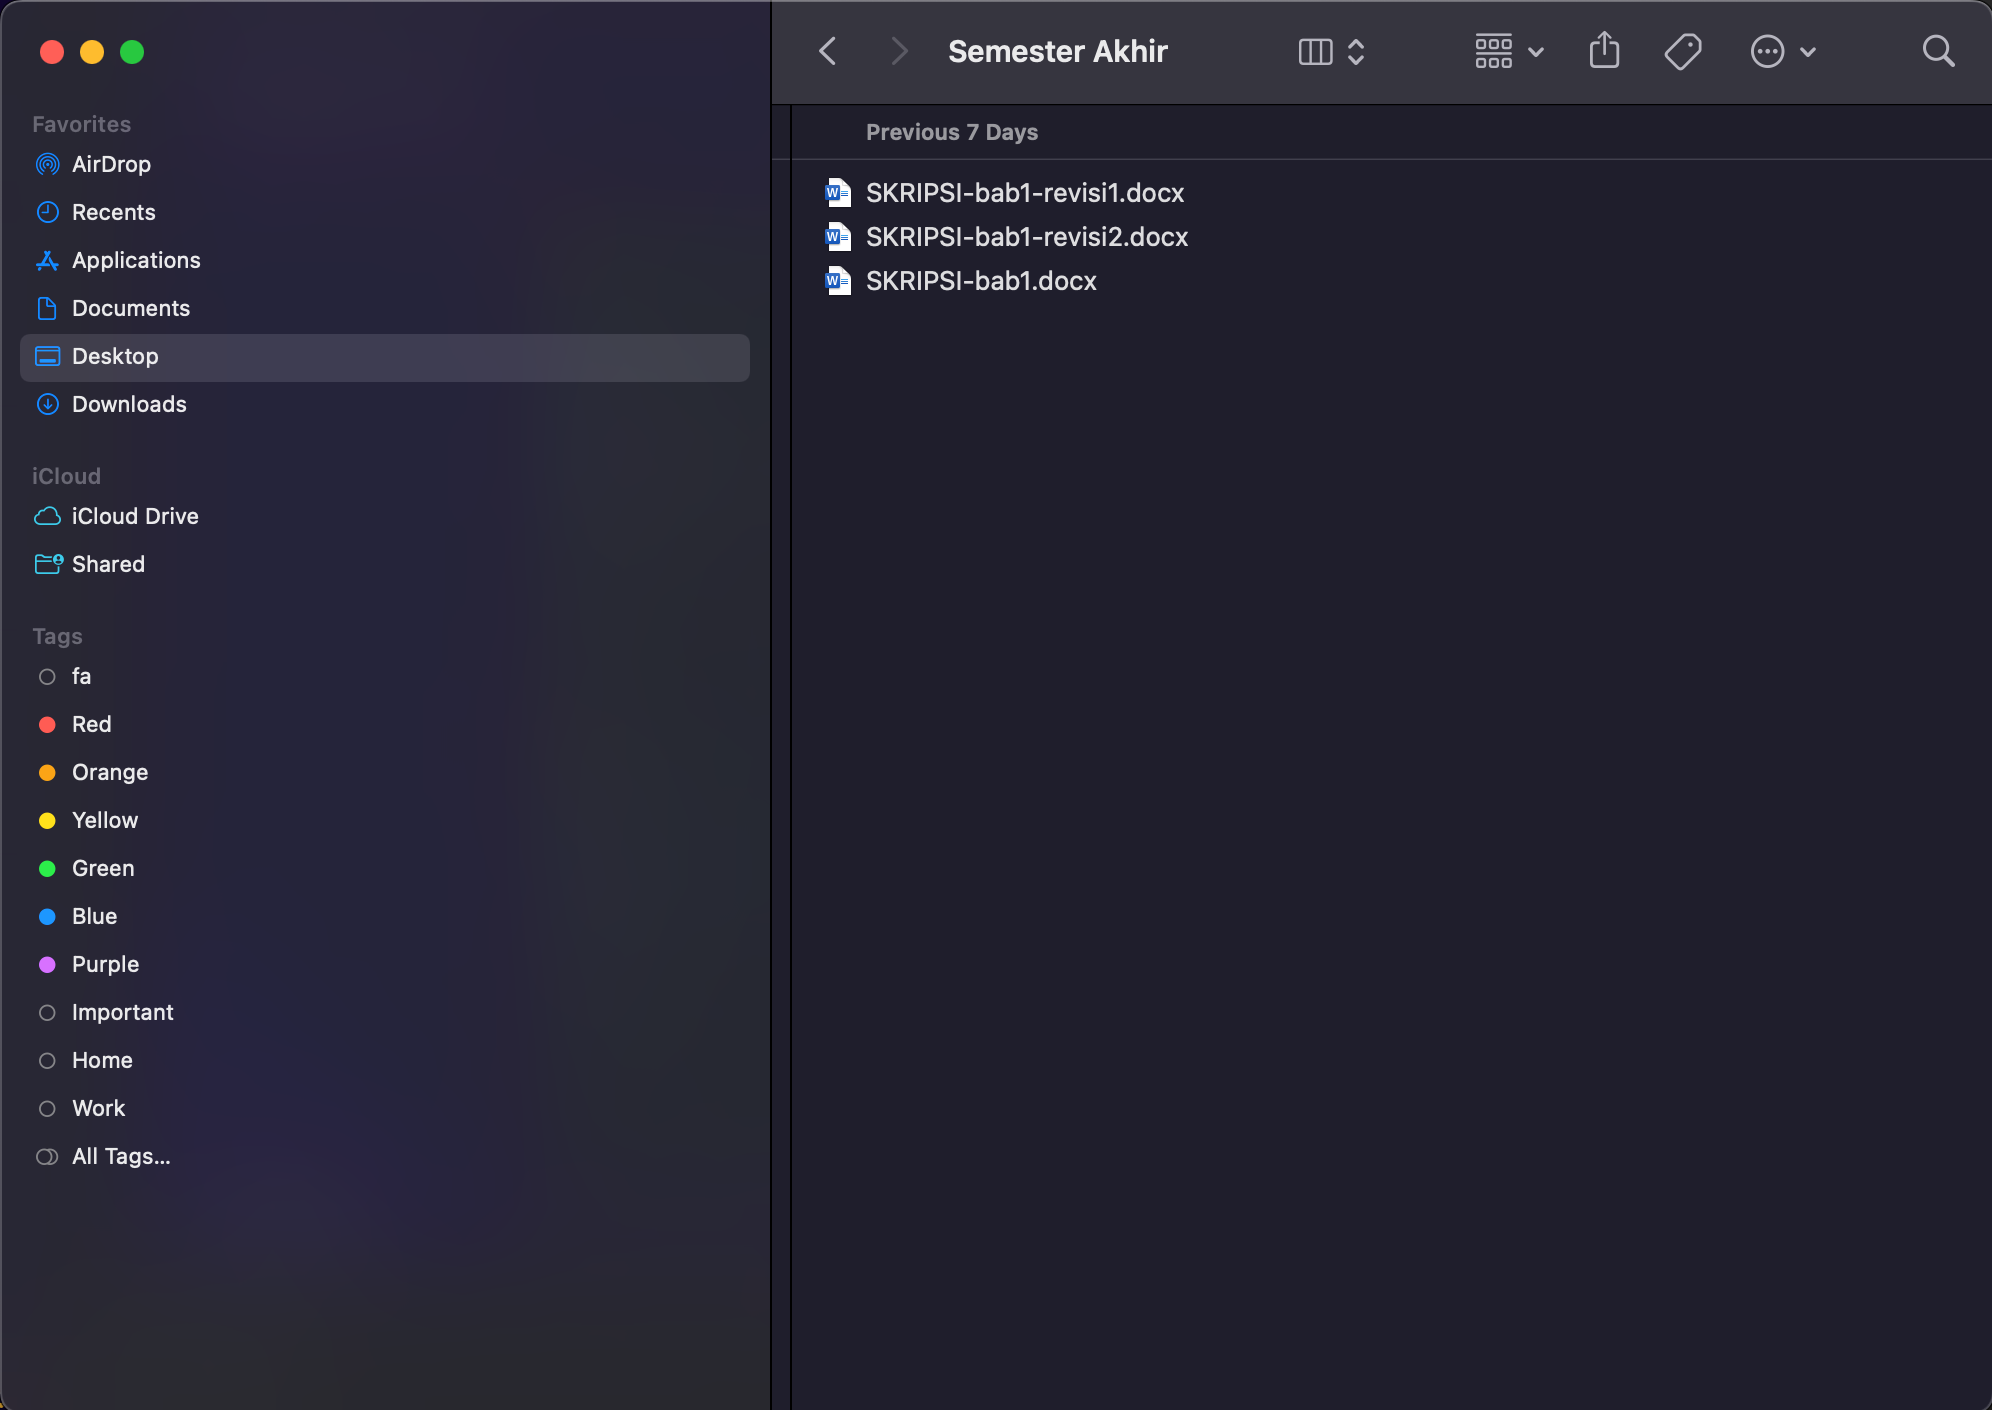 Semester Akhir
Favorites
AirDrop
Recents
Applications
Documents
Desktop
Downloads
iCloud
iCloud Drive
Shared
Tags
fa
Red
Orange
Yellow
Green
Blue
Purple
Important
Home
Work
All Tags...
Previous 7 Days
SKRIPSI-bab1-revisi1.docx
SKRIPSI-bab1-revisi2.docx
SKRIPSI-bab1.docx